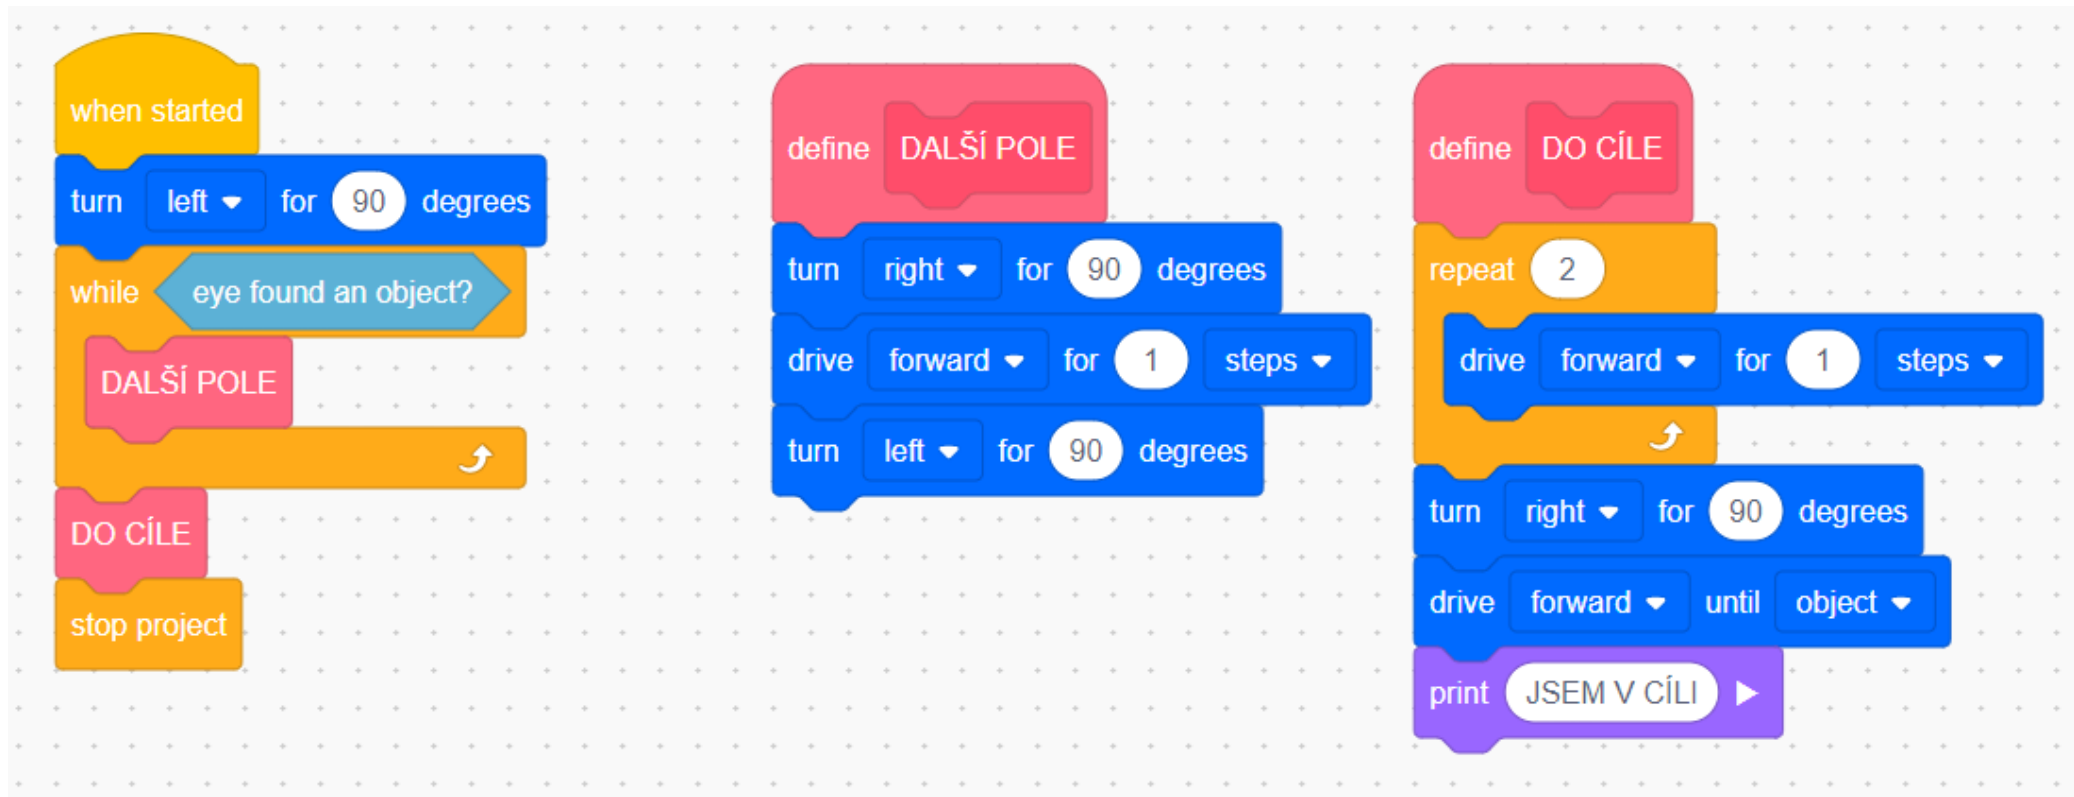 when started
turn left for 90 degrees
while eye found an object?
DALŠÍ POLE
DO CÍLE
stop project
define DALŠÍ POLE
turn right for 90 degrees
drive forward for 1 steps
turn left for 90 degrees
define DO CÍLE
repeat 2
drive forward for 1 steps
turn right for 90 degrees
drive forward until object
print JSEM V CÍLI